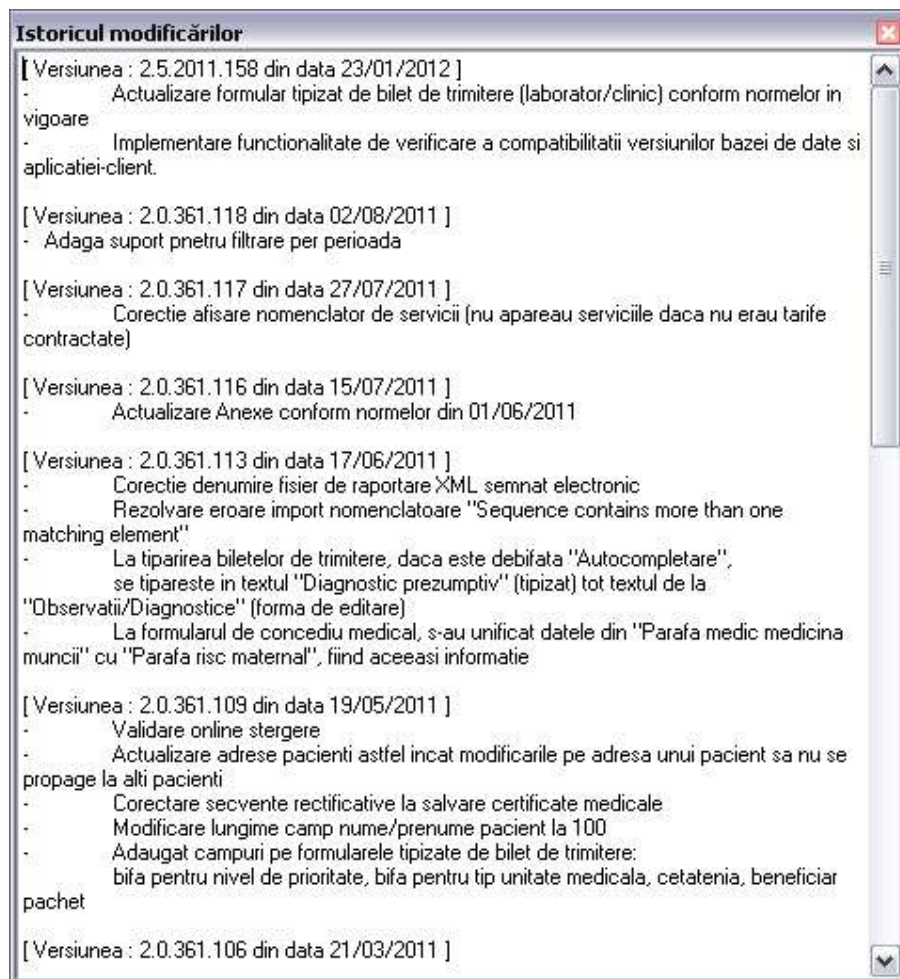 Istoricul modificărilor
[ Versiunea : 2.5.2011.158 din data 23/01/2012 ]
- Actualizare formular tipizat de bilet de trimitere (laborator/clinic) conform normelor in
vigoare
- Implementare functionalitate de verificare a compatibilitatii versiunilor bazei de date si
aplicatiei-client.
[ Versiunea : 2.0.361.118 din data 02/08/2011 ]
- Adaga suport pnetru filtrare per perioada
[ Versiunea : 2.0.361.117 din data 27/07/2011 ]
- Corectie afisare nomenclator de servicii (nu apareau serviciile daca nu erau tarife
contractate)
[ Versiunea : 2.0.361.116 din data 15/07/2011 ]
- Actualizare Anexe conform normelor din 01/06/2011
[ Versiunea : 2.0.361.113 din data 17/06/2011 ]
- Corectie denumire fisier de raportare XML semnat electronic
- Rezolvare eroare import nomenclatoare "Sequence contains more than one
matching element"
- La tiparirea biletelor de trimitere, daca este debifata "Autocompletare",
se tipareste in textul "Diagnostic prezumptiv" (tipizat) tot textul de la
"Observatii/Diagnostice" (forma de editare)
- La formularul de concediu medical, s-au unificat datele din "Parafa medic medicina
muncii" cu "Parafa risc maternal", fiind aceeasi informatie
[ Versiunea : 2.0.361.109 din data 19/05/2011 ]
- Validare online stergere
- Actualizare adrese pacienti astfel incat modificarile pe adresa unui pacient sa nu se
propage la alti pacienti
- Corectare secvente rectificative la salvare certificate medicale
- Modificare lungime camp nume/prenume pacient la 100
- Adaugat campuri pe formularele tipizate de bilet de trimitere:
bifa pentru nivel de prioritate, bifa pentru tip unitate medicala, cetatenia, beneficiar
pachet
[ Versiunea : 2.0.361.106 din data 21/03/2011 ]